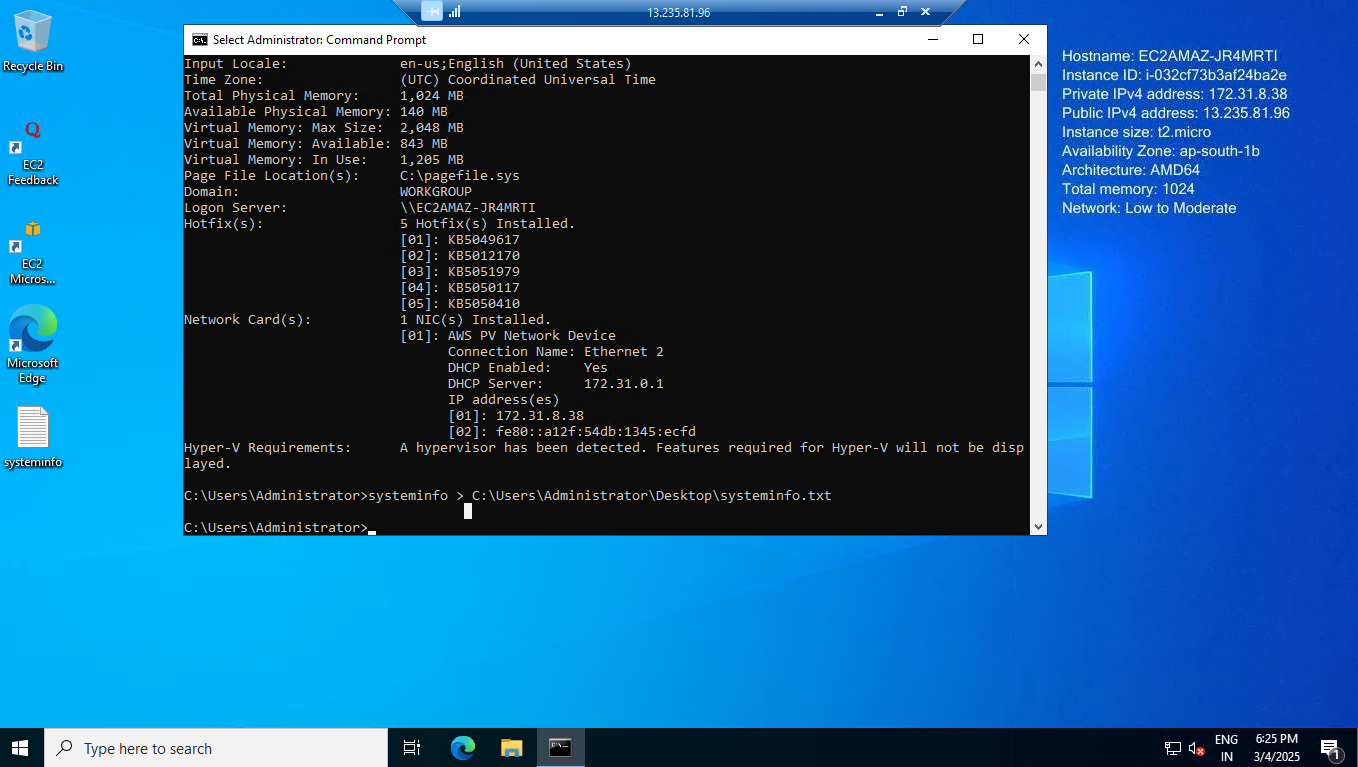 13.235.81.96
Recycle Bin
EC2
Feedback
EC2
Micros...
Microsoft
Edge
systeminfo
Select Administrator: Command Prompt
Input Locale: en-us;English (United States)
Time Zone: (UTC) Coordinated Universal Time
Total Physical Memory: 1,024 MB
Available Physical Memory: 140 MB
Virtual Memory: Max Size: 2,048 MB
Virtual Memory: Available: 843 MB
Virtual Memory: In Use: 1,205 MB
Page File Location(s): C:\pagefile.sys
Domain: WORKGROUP
Logon Server: \\EC2AMAZ-JR4MRTI
Hotfix(s): 5 Hotfix(s) Installed.
[01]: KB5049617
[02]: KB5012170
[03]: KB5051979
[04]: KB5050117
[05]: KB5050410
Network Card(s): 1 NIC(s) Installed.
[01]: AWS PV Network Device
Connection Name: Ethernet 2
DHCP Enabled: Yes
DHCP Server: 172.31.0.1
IP address(es)
[01]: 172.31.8.38
[02]: fe80::a12f:54db:1345:ecfd
Hyper-V Requirements: A hypervisor has been detected. Features required for Hyper-V will not be disp
layed.
C:\Users\Administrator>systeminfo > C:\Users\Administrator\Desktop\systeminfo.txt
C:\Users\Administrator>
Hostname: EC2AMAZ-JR4MRTI
Instance ID: i-032cf73b3af24ba2e
Private IPv4 address: 172.31.8.38
Public IPv4 address: 13.235.81.96
Instance size: t2.micro
Availability Zone: ap-south-1b
Architecture: AMD64
Total memory: 1024
Network: Low to Moderate
Type here to search
ENG
IN
6:25 PM
3/4/2025
1